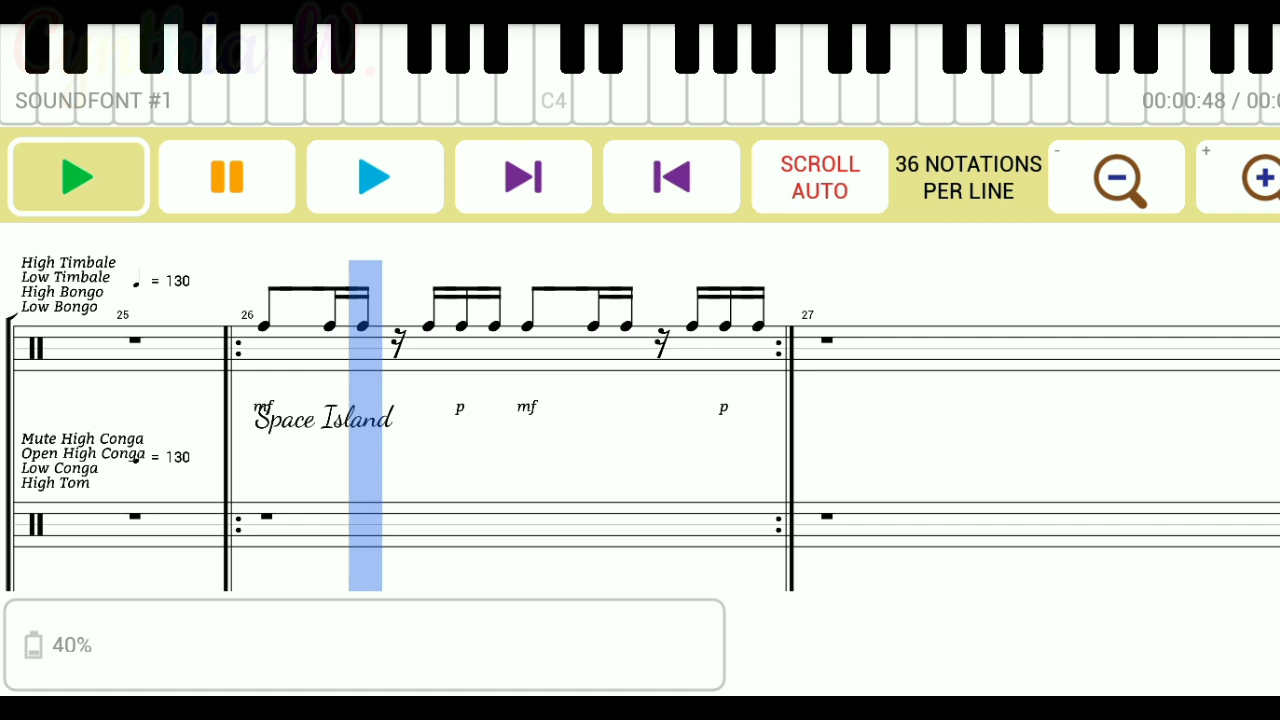 Cynthia W.
SOUNDFONT #1
C4
00:00:48 / 00:0
SCROLL AUTO
36 NOTATIONS PER LINE
-
+
High Timbale
Low Timbale
High Bongo
Low Bongo
= 130
25
26
27
mf
p
mf
p
Space Island
Mute High Conga
Open High Conga
Low Conga
High Tom
= 130
40%